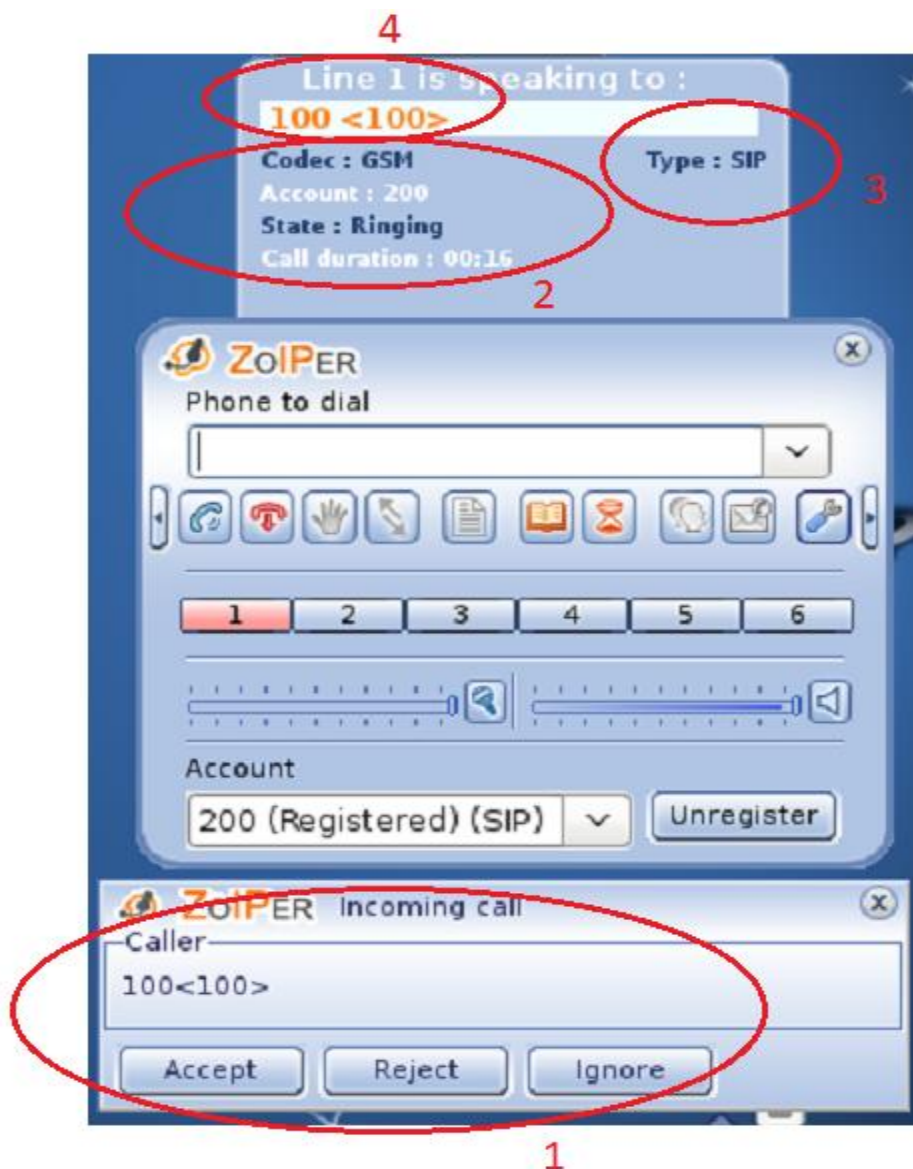 4
Line 1 is speaking to :
100 <100>
Codec : GSM Type : SIP
3
Account : 200
State : Ringing
Call duration : 00:16
2
ZOIPER
Phone to dial
1 2 3 4 5 6
Account
200 (Registered) (SIP) Unregister
ZOIPER Incoming call
Caller
100<100>
Accept Reject Ignore
1